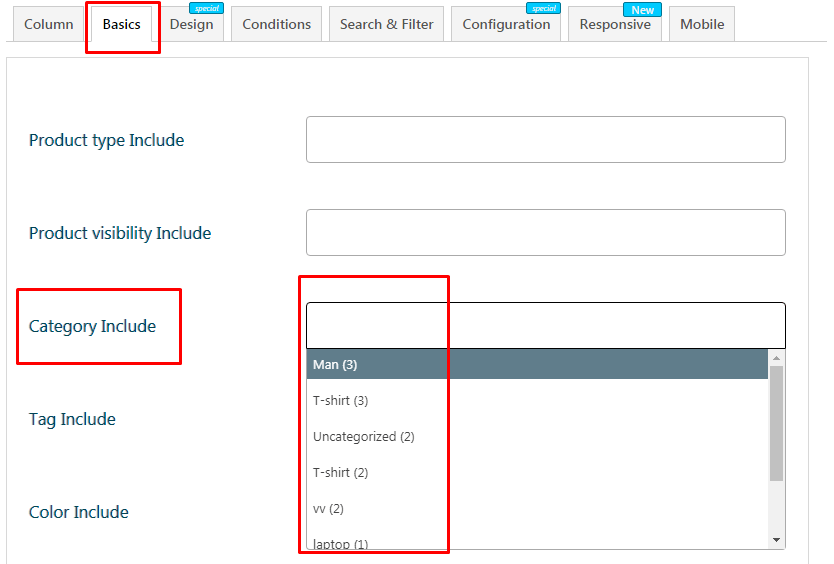 special special New
Column Basics Design Conditions Search & Filter Configuration Responsive Mobile
Product type Include
Product visibility Include
Category Include
Man (3)
T-shirt (3)
Tag Include
Uncategorized (2)
T-shirt (2)
Color Include
vv (2)
laptop (1)